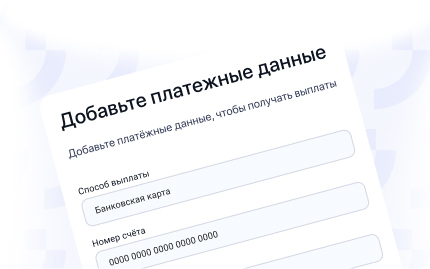 Добавьте платежные данные
Добавьте платёжные данные, чтобы получать выплаты
Способ выплаты
Банковская карта
Номер счёта
0000 0000 0000 0000 0000